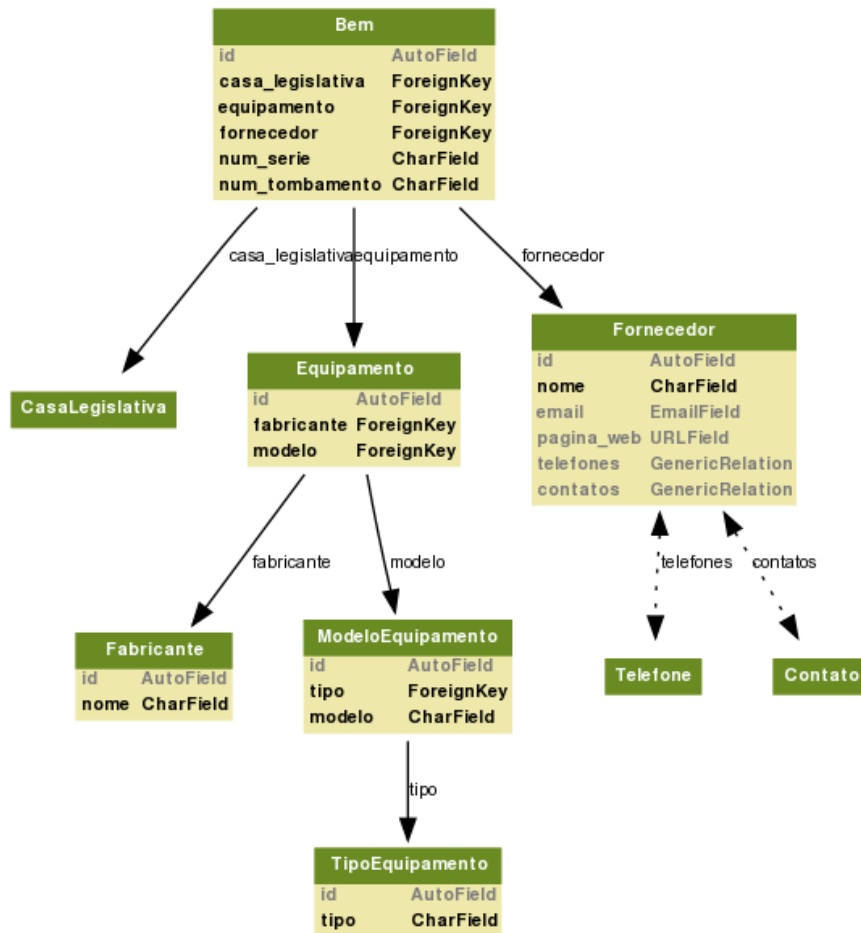 Bem
id AutoField
casa_legislativa ForeignKey
equipamento ForeignKey
fornecedor ForeignKey
num_serie CharField
num_tombamento CharField
casa_legislativa
equipamento
fornecedor
CasaLegislativa
Equipamento
id AutoField
fabricante ForeignKey
modelo ForeignKey
Fornecedor
id AutoField
nome CharField
email EmailField
pagina_web URLField
telefones GenericRelation
contatos GenericRelation
fabricante
modelo
telefones
contatos
Fabricante
id AutoField
nome CharField
ModeloEquipamento
id AutoField
tipo ForeignKey
modelo CharField
Telefone
Contato
tipo
TipoEquipamento
id AutoField
tipo CharField